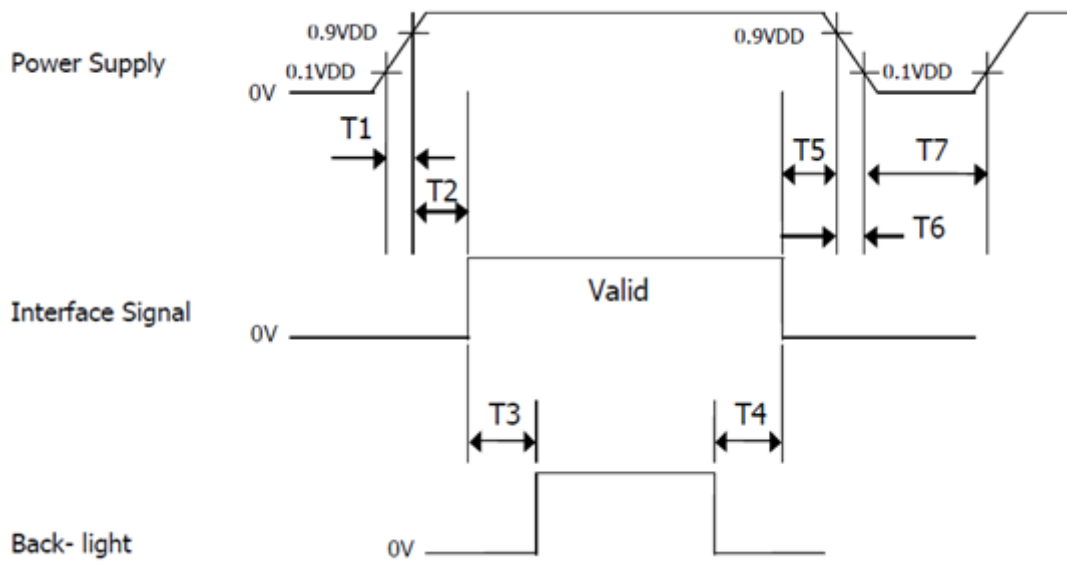 0.9VDD
0.9VDD
Power Supply
0.1VDD
0.1VDD
0V
T1
T5
T7
T2
T6
Valid
Interface Signal
0V
T3
T4
Back- light
0V